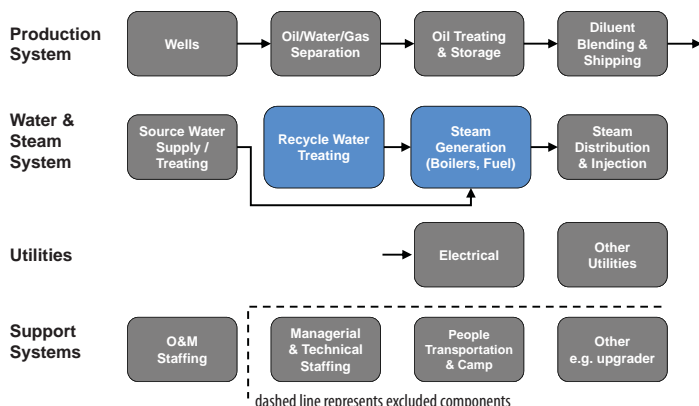 Production
System
Wells
Oil/Water/Gas
Separation
Oil Treating
& Storage
Diluent
Blending &
Shipping
Water &
Steam
System
Source Water
Supply /
Treating
Recycle Water
Treating
Steam
Generation
(Boilers, Fuel)
Steam
Distribution
& Injection
Utilities
Electrical
Other
Utilities
Support
Systems
O&M
Staffing
Managerial
& Technical
Staffing
People
Transportation
& Camp
Other
e.g. upgrader
dashed line represents excluded components